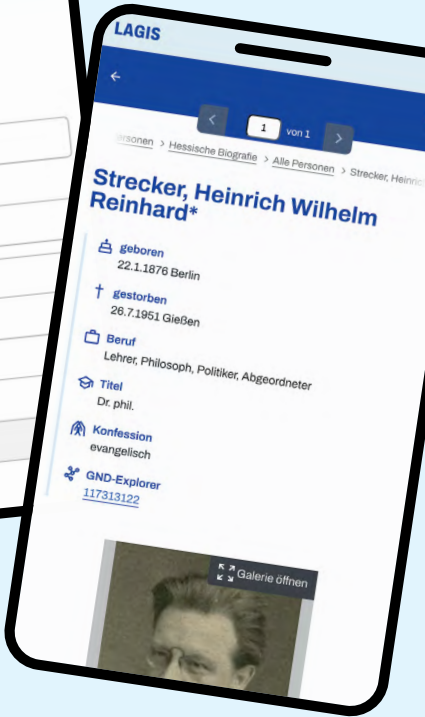 LAGIS
1 von 1
Hessische Biografie > Alle Personen > Strecker,
Strecker, Heinrich Wilhelm
Reinhard*
geboren
22.1.1876 Berlin
gestorben
26.7.1951 Gießen
Beruf
Lehrer, Philosoph, Politiker, Abgeordneter
Titel
Dr. phil.
Konfession
evangelisch
GND-Explorer
117313122
Galerie öffnen